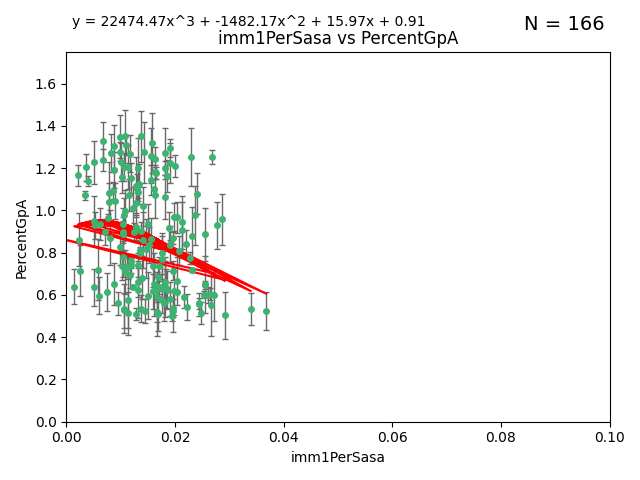 y = 22474.47x^3 + -1482.17x^2 + 15.97x + 0.91
N = 166
imm1PerSasa vs PercentGpA
PercentGpA
1.6
1.4
1.2
1.0
0.8
0.6
0.4
0.2
0.0
0.00 0.02 0.04 0.06 0.08 0.10
imm1PerSasa